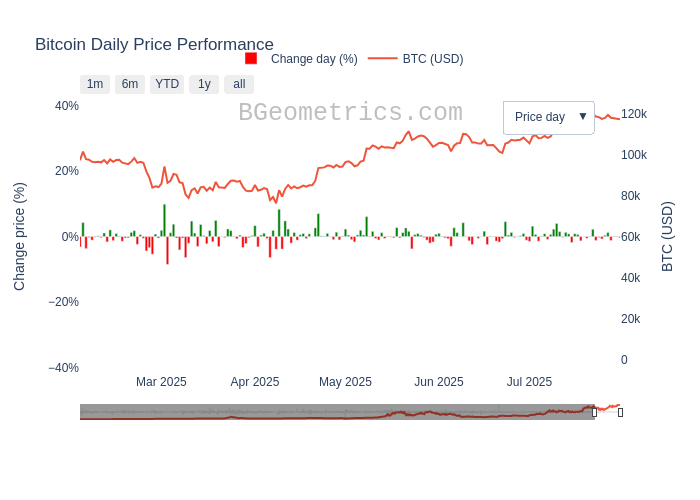 Bitcoin Daily Price Performance
Change day (%)
BTC (USD)
1m
6m
YTD
1y
all
BGeometrics.com
Price day ▼
40%
20%
0%
−20%
−40%
Change price (%)
120k
100k
80k
60k
40k
20k
0
BTC (USD)
Mar 2025
Apr 2025
May 2025
Jun 2025
Jul 2025